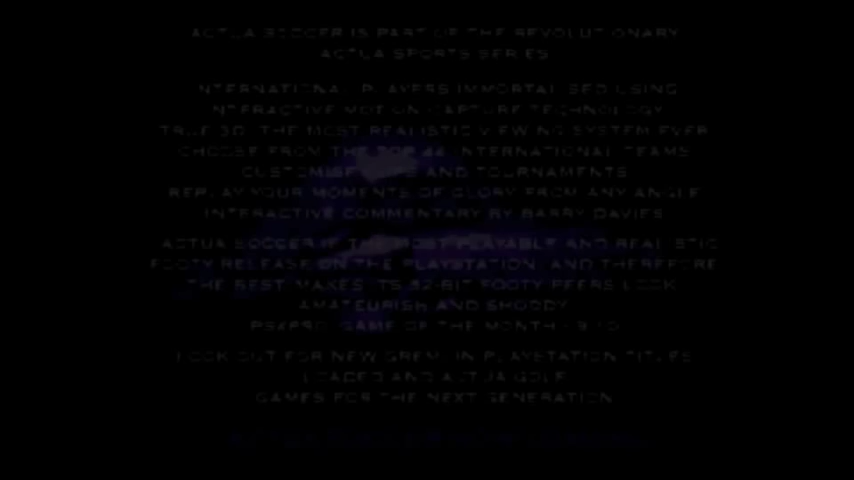 ACTUA SOCCER IS PART OF THE REVOLUTIONARY
ACTUA SPORTS SERIES
INTERNATIONAL PLAYERS IMMORTALISED USING
INTERACTIVE MOTION CAPTURE TECHNOLOGY
TRUE 3D, THE MOST REALISTIC VIEWING SYSTEM EVER
CHOOSE FROM THE TOP 44 INTERNATIONAL TEAMS
CUSTOMISE AND TOURNAMENTS
REPLAY YOUR MOMENTS OF GLORY FROM ANY ANGLE
INTERACTIVE COMMENTARY BY BARRY DAVIES
ACTUA SOCCER IS THE MOST PLAYABLE AND REALISTIC
FOOTY RELEASE ON THE PLAYSTATION, AND THEREFORE
THE BEST. MAKES ITS 32-BIT FOOTY PEERS LOOK
AMATEURISH AND SHODDY
GAME OF THE MONTH - 9/10
LOOK OUT FOR NEW GREMLIN PLAYSTATION TITLES
LOADED AND ACTUA GOLF
GAMES FOR THE NEXT GENERATION